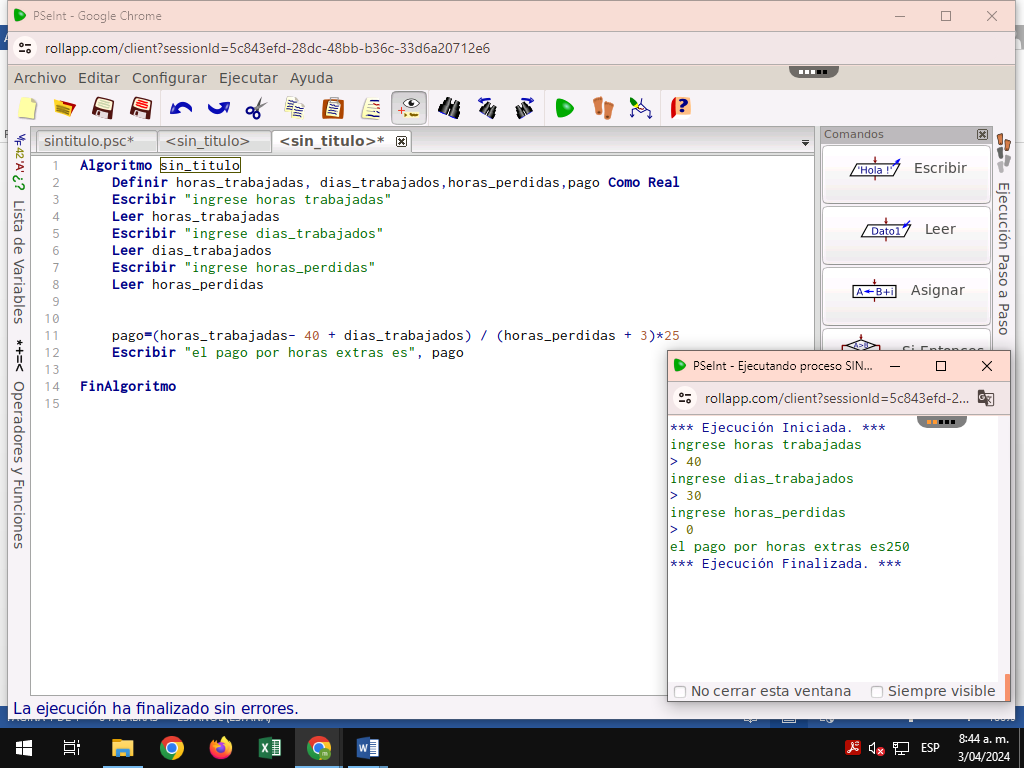 PSeInt - Google Chrome
rollapp.com/client?sessionId=5c843efd-28dc-48bb-b36c-33d6a20712e6
Archivo Editar Configurar Ejecutar Ayuda
sintitulo.psc* <sin_titulo> <sin_titulo>*
1 Algoritmo sin_titulo
2 Definir horas_trabajadas, dias_trabajados,horas_perdidas,pago Como Real
3 Escribir "ingrese horas trabajadas"
4 Leer horas_trabajadas
5 Escribir "ingrese dias_trabajados"
6 Leer dias_trabajados
7 Escribir "ingrese horas_perdidas"
8 Leer horas_perdidas
9
10
11 pago=(horas_trabajadas- 40 + dias_trabajados) / (horas_perdidas + 3)*25
12 Escribir "el pago por horas extras es", pago
13
14 FinAlgoritmo
15
Lista de Variables
*+=<
Operadores y Funciones
Comandos
'Hola !' Escribir
Dato1 Leer
A←B+i Asignar
A>B Si-Entonces
Ejecución Paso a Paso
PSeInt - Ejecutando proceso SIN...
rollapp.com/client?sessionId=5c843efd-2...
*** Ejecución Iniciada. ***
ingrese horas trabajadas
> 40
ingrese dias_trabajados
> 30
ingrese horas_perdidas
> 0
el pago por horas extras es250
*** Ejecución Finalizada. ***
No cerrar esta ventana Siempre visible
La ejecución ha finalizado sin errores.
ESP
8:44 a. m.
3/04/2024